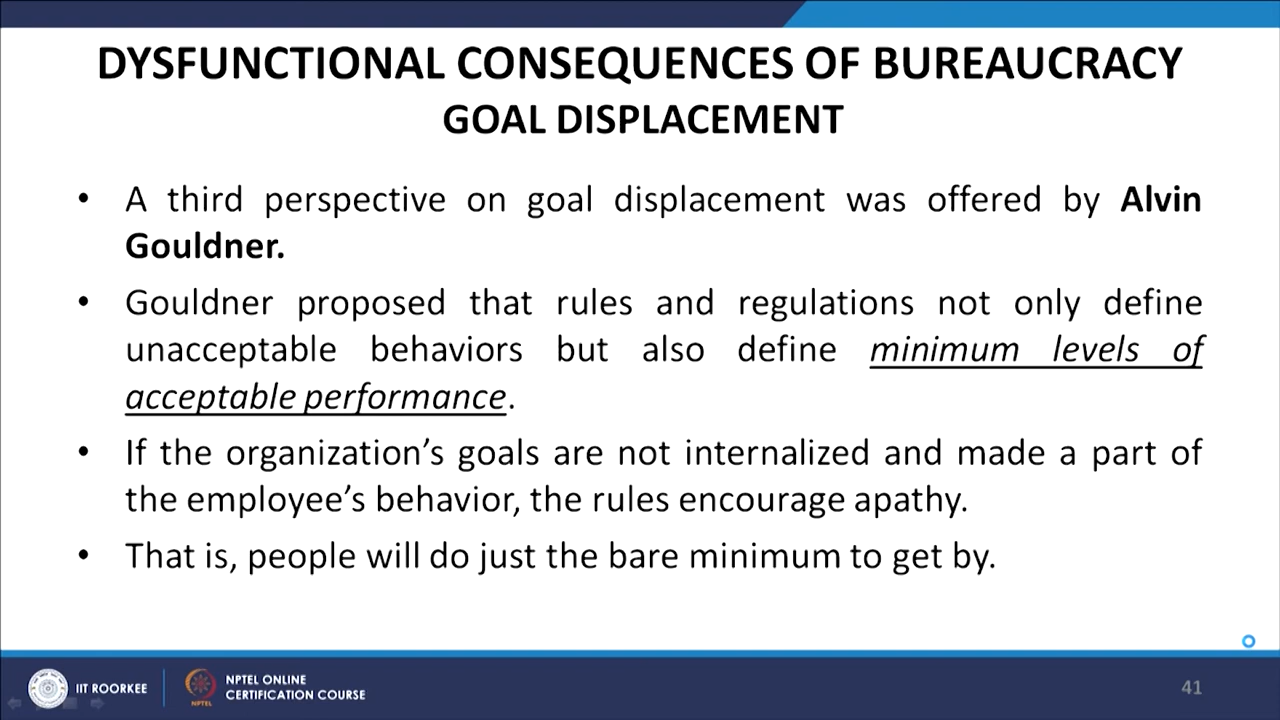 DYSFUNCTIONAL CONSEQUENCES OF BUREAUCRACY
GOAL DISPLACEMENT
• A third perspective on goal displacement was offered by Alvin
Gouldner.
• Gouldner proposed that rules and regulations not only define
unacceptable behaviors but also define minimum levels of
acceptable performance.
• If the organization’s goals are not internalized and made a part of
the employee’s behavior, the rules encourage apathy.
• That is, people will do just the bare minimum to get by.
IIT ROORKEE
NPTEL
NPTEL ONLINE
CERTIFICATION COURSE
41